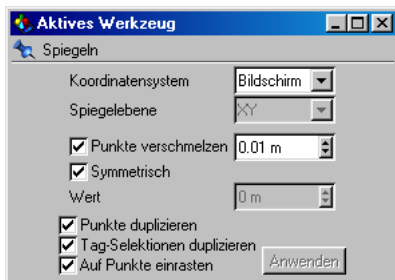 Aktives Werkzeug
Spiegeln
Koordinatensystem Bildschirm
Spiegelebene XY
Punkte verschmelzen 0.01 m
Symmetrisch
Wert 0 m
Punkte duplizieren
Tag-Selektionen duplizieren
Auf Punkte einrasten Anwenden